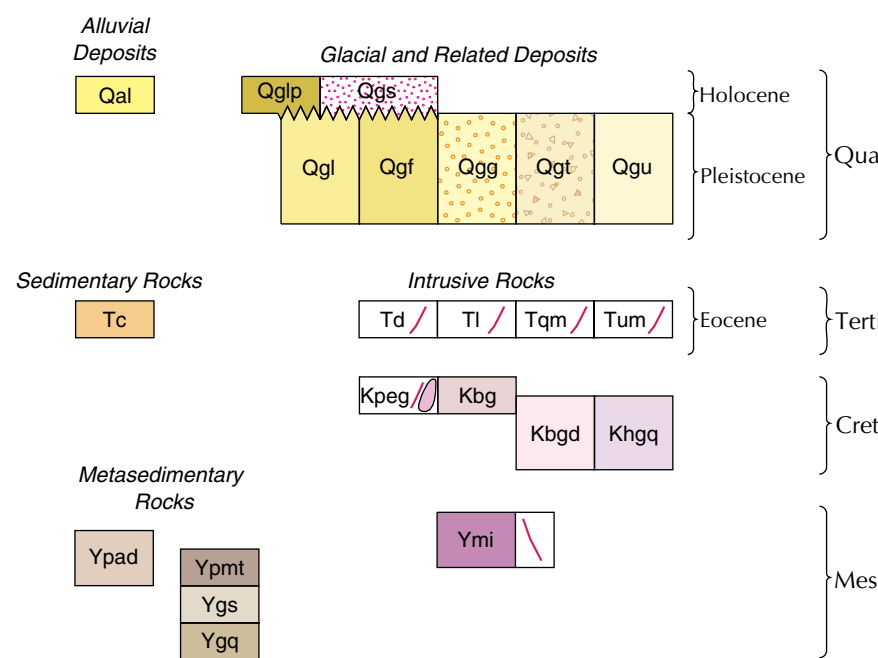 Alluvial
Deposits
Glacial and Related Deposits
Qal
Qglp
Qgs
Holocene
Qgl
Qgf
Qgg
Qgt
Qgu
Pleistocene
Qua
Sedimentary Rocks
Intrusive Rocks
Tc
Td
Tl
Tqm
Tum
Eocene
Terti
Kpeg
Kbg
Kbgd
Khgq
Cret
Metasedimentary
Rocks
Ypad
Ypmt
Ygs
Ygq
Ymi
Mes